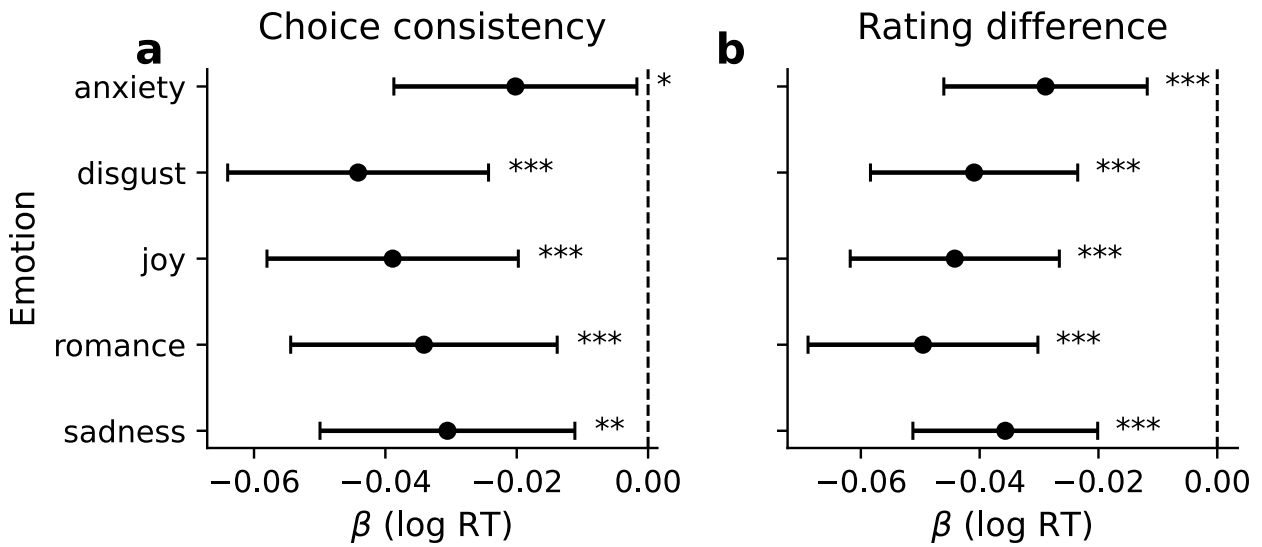 a Choice consistency
anxiety *
disgust ***
joy ***
romance ***
sadness **
Emotion
−0.06 −0.04 −0.02 0.00
β (log RT)
b Rating difference
***
***
***
***
***
−0.06 −0.04 −0.02 0.00
β (log RT)